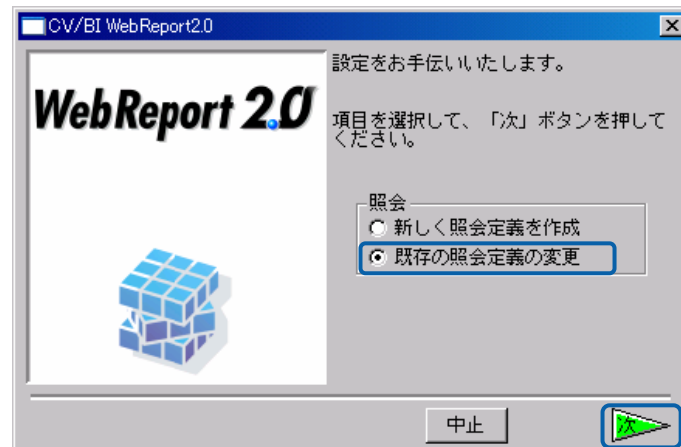 CV/BI WebReport2.0
設定をお手伝いいたします。
WebReport 2.0
項目を選択して、「次」ボタンを押して
ください。
照会
新しく照会定義を作成
既存の照会定義の変更
中止
次